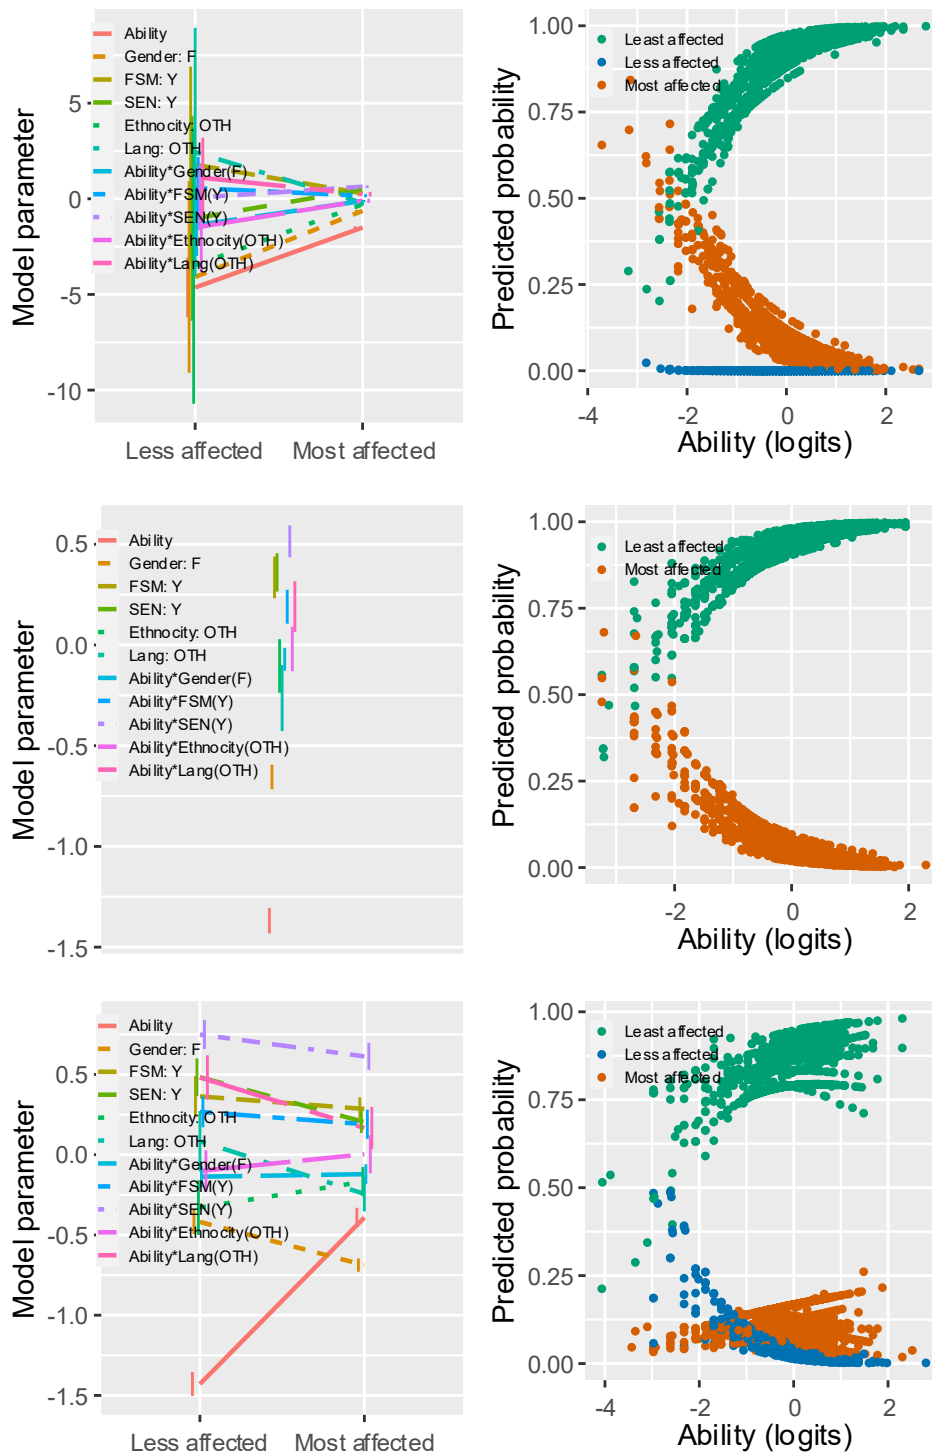 Ability
Gender: F
FSM: Y
SEN: Y
Ethnocity: OTH
Lang: OTH
Ability*Gender(F)
Ability*FSM(Y)
Ability*SEN(Y)
Ability*Ethnocity(OTH)
Ability*Lang(OTH)
5
0
-5
-10
Model parameter
Less affected
Most affected
Least affected
Less affected
Most affected
1.00
0.75
0.50
0.25
0.00
Predicted probability
-4
-2
0
2
Ability (logits)
Ability
Gender: F
FSM: Y
SEN: Y
Ethnocity: OTH
Lang: OTH
Ability*Gender(F)
Ability*FSM(Y)
Ability*SEN(Y)
Ability*Ethnocity(OTH)
Ability*Lang(OTH)
0.5
0.0
-0.5
-1.0
-1.5
Model parameter
Least affected
Most affected
1.00
0.75
0.50
0.25
0.00
Predicted probability
-2
0
2
Ability (logits)
Ability
Gender: F
FSM: Y
SEN: Y
Ethnocity: OTH
Lang: OTH
Ability*Gender(F)
Ability*FSM(Y)
Ability*SEN(Y)
Ability*Ethnocity(OTH)
Ability*Lang(OTH)
0.5
0.0
-0.5
-1.0
-1.5
Model parameter
Less affected
Most affected
Least affected
Less affected
Most affected
1.00
0.75
0.50
0.25
0.00
Predicted probability
-4
-2
0
2
Ability (logits)